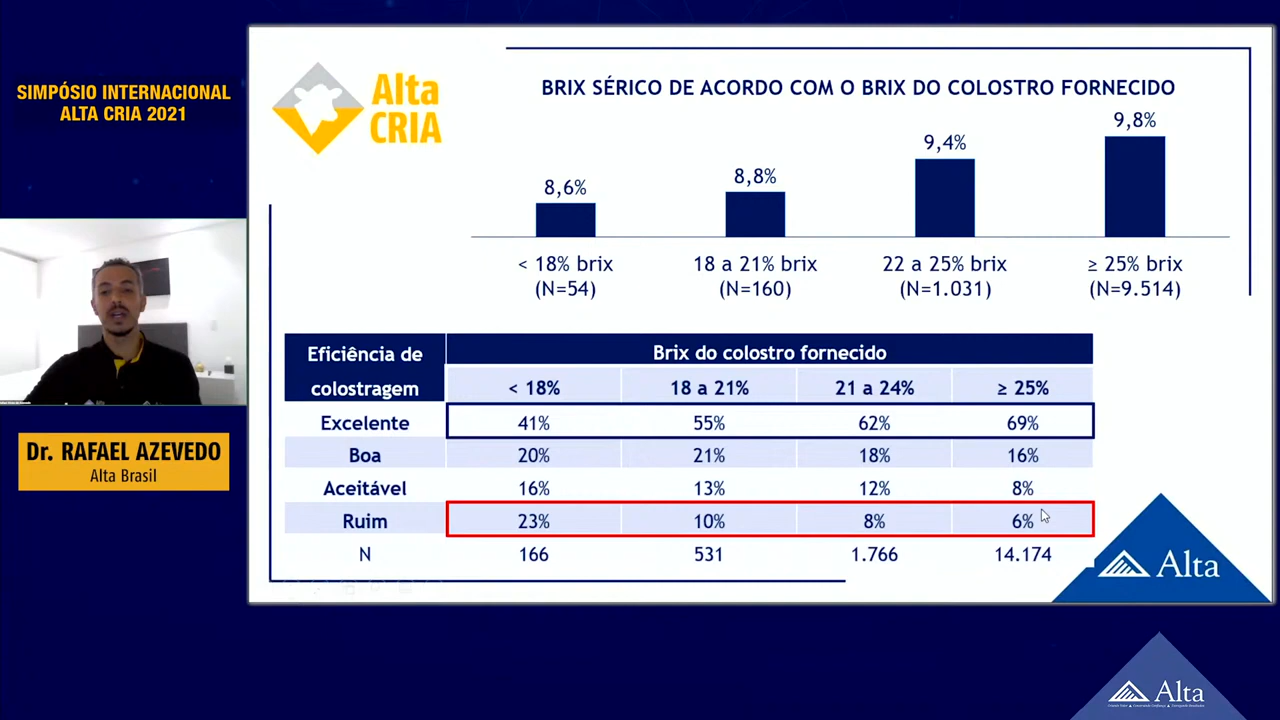 SIMPÓSIO INTERNACIONAL
ALTA CRIA 2021
Alta
CRIA
BRIX SÉRICO DE ACORDO COM O BRIX DO COLOSTRO FORNECIDO
8,6% 8,8% 9,4% 9,8%
< 18% brix 18 a 21% brix 22 a 25% brix ≥ 25% brix
(N=54) (N=160) (N=1.031) (N=9.514)
Eficiência de colostragem Brix do colostro fornecido
< 18% 18 a 21% 21 a 24% ≥ 25%
Excelente 41% 55% 62% 69%
Boa 20% 21% 18% 16%
Aceitável 16% 13% 12% 8%
Ruim 23% 10% 8% 6%
N 166 531 1.766 14.174
Dr. RAFAEL AZEVEDO
Alta Brasil
Alta
Alta